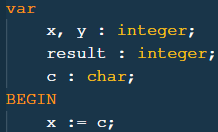 var
    x, y : integer;
    result : integer;
    c : char;
BEGIN
    x := c;